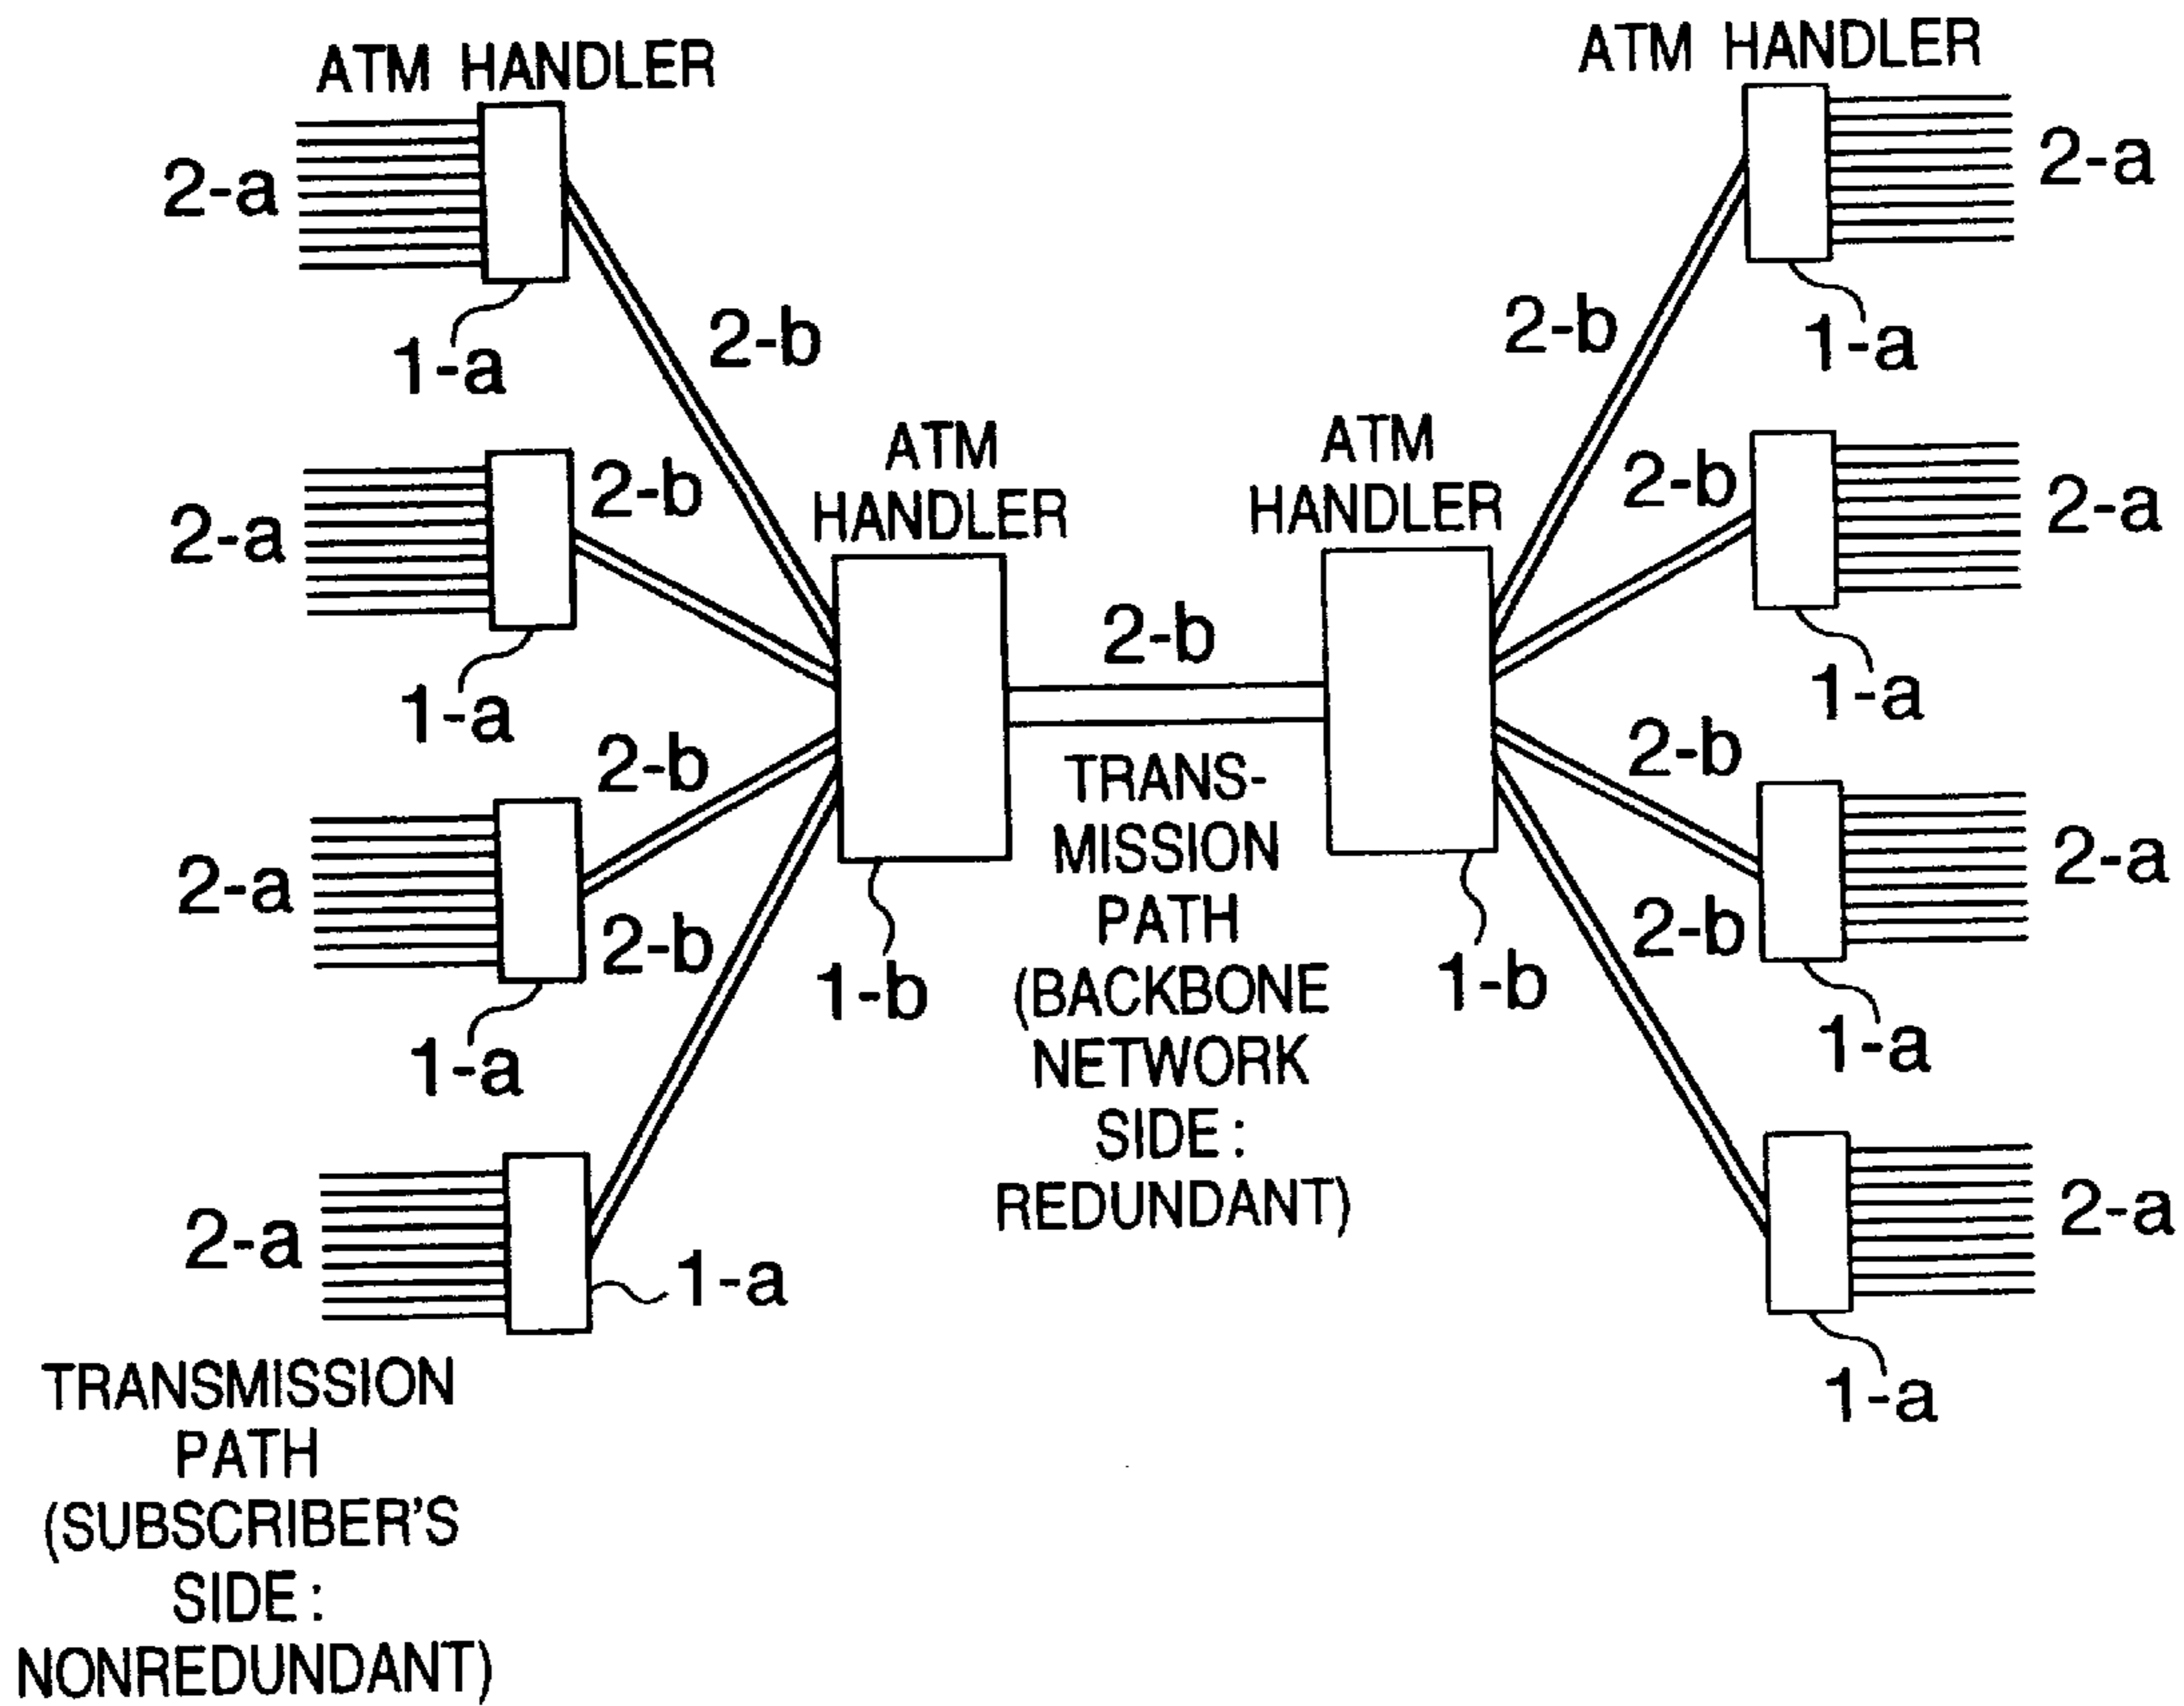 ATM HANDLER
2-a
1-a
2-b
2-a
2-b
1-a
2-a
2-b
1-a
2-a
2-b
1-a
ATM
HANDLER
1-b
2-b
TRANS-
MISSION
PATH
(BACKBONE
NETWORK
SIDE :
REDUNDANT)
ATM
HANDLER
1-b
ATM HANDLER
2-a
2-b
1-a
2-b
2-a
1-a
2-b
2-a
1-a
2-b
2-a
1-a
TRANSMISSION
PATH
(SUBSCRIBER'S
SIDE :
NONREDUNDANT)